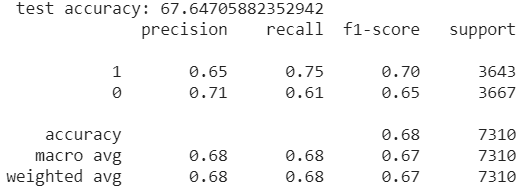 test accuracy: 67.64705882352942
precision recall f1-score support
1 0.65 0.75 0.70 3643
0 0.71 0.61 0.65 3667
accuracy 0.68 7310
macro avg 0.68 0.68 0.67 7310
weighted avg 0.68 0.68 0.67 7310